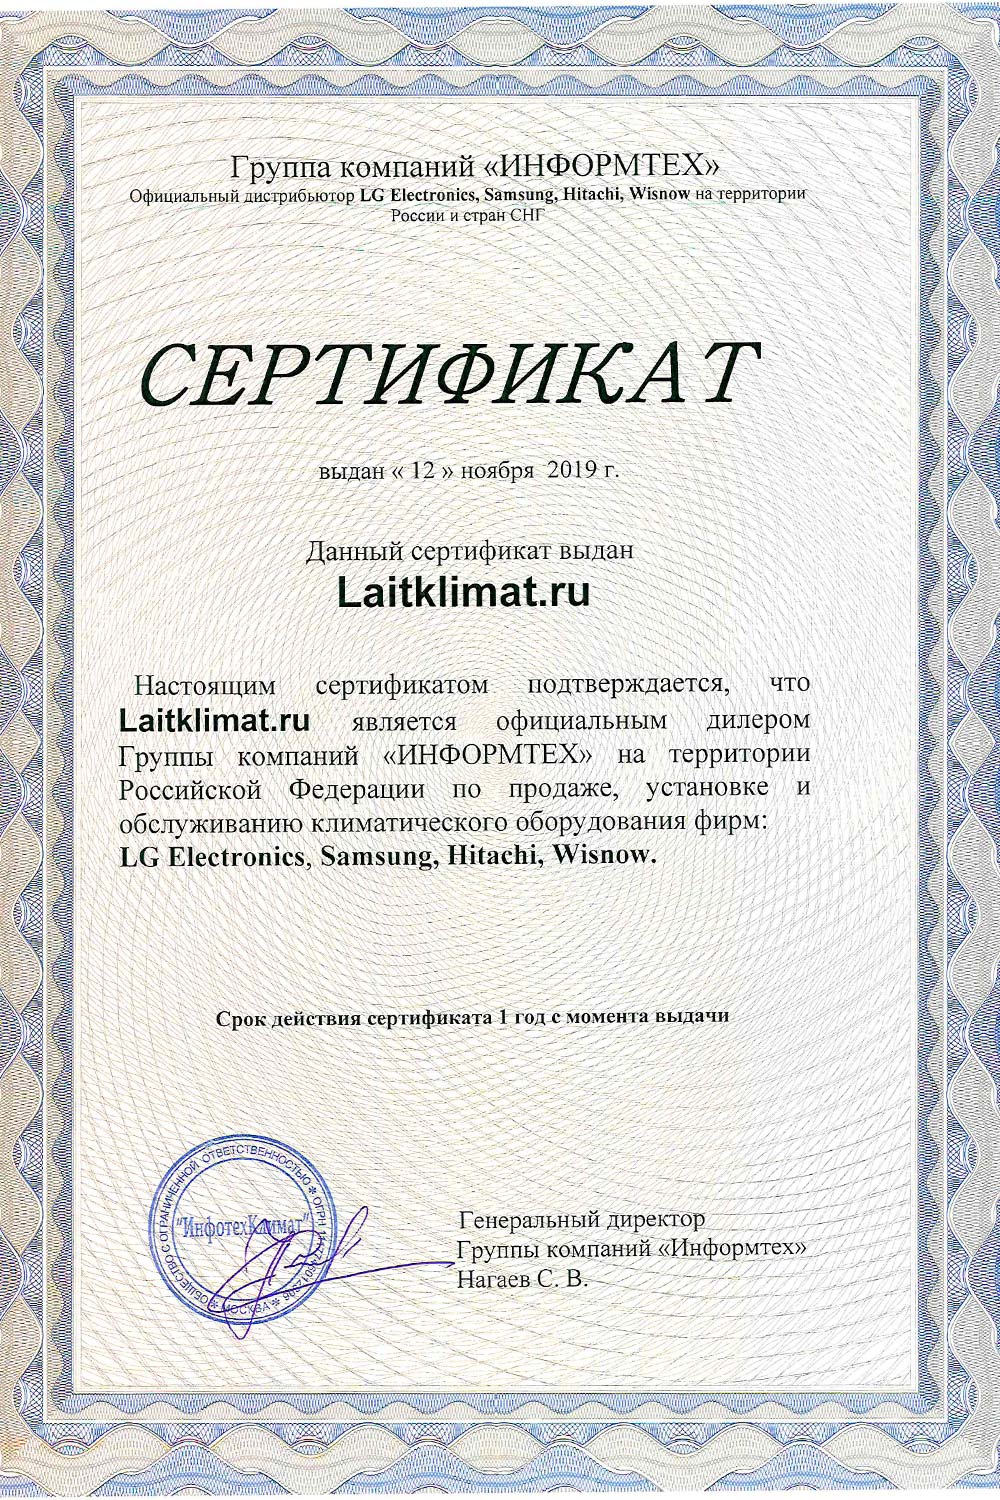 Группа компаний «ИНФОРМТЕХ»
Официальный дистрибьютор LG Electronics, Samsung, Hitachi, Wisnow на территории
России и стран СНГ
СЕРТИФИКАТ
выдан « 12 » ноября 2019 г.
Данный сертификат выдан
Laitklimat.ru
Настоящим сертификатом подтверждается, что
Laitklimat.ru является официальным дилером
Группы компаний «ИНФОРМТЕХ» на территории
Российской Федерации по продаже, установке и
обслуживанию климатического оборудования фирм:
LG Electronics, Samsung, Hitachi, Wisnow.
Срок действия сертификата 1 год с момента выдачи
ОБЩЕСТВО С ОГРАНИЧЕННОЙ ОТВЕТСТВЕННОСТЬЮ * ОГРН
"ИнфотехКлимат"
* МОСКВА *
Генеральный директор
Группы компаний «Информтех»
Нагаев С. В.